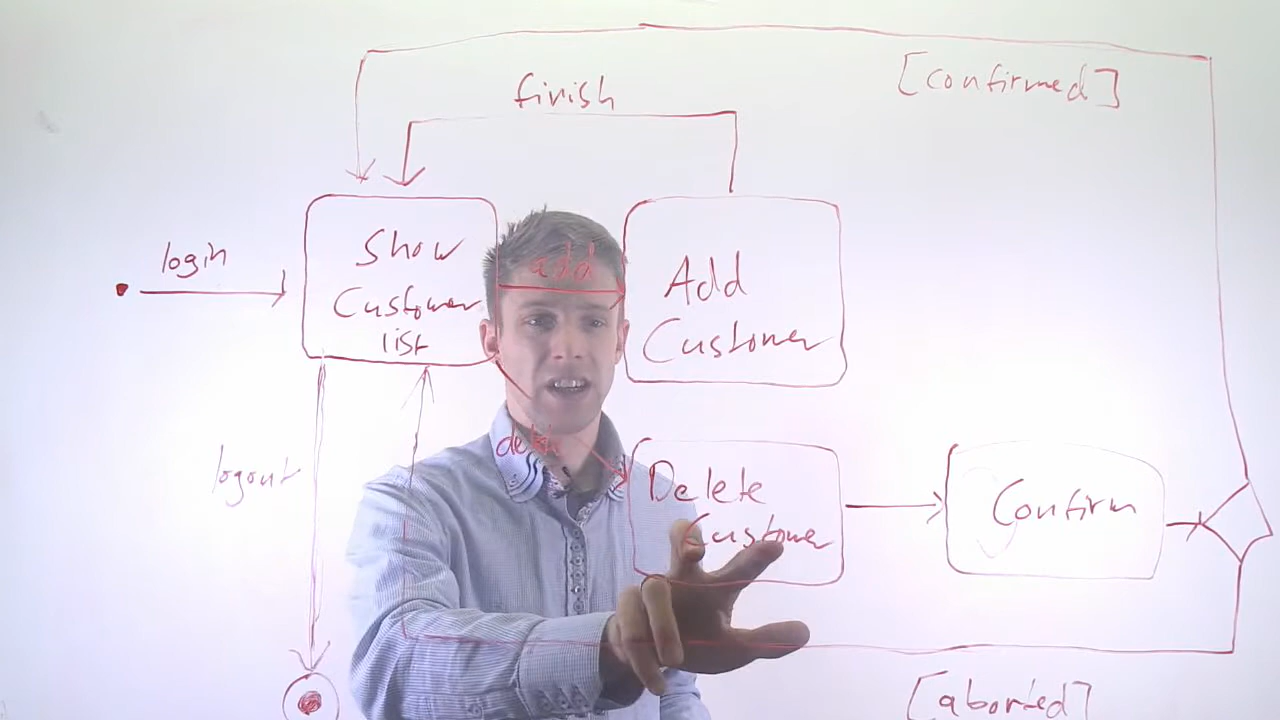 [confirmed]
finish
login
Show
Customer
list
add
Add
Customer
logout
delete
Delete
Customer
Confirm
[aborted]